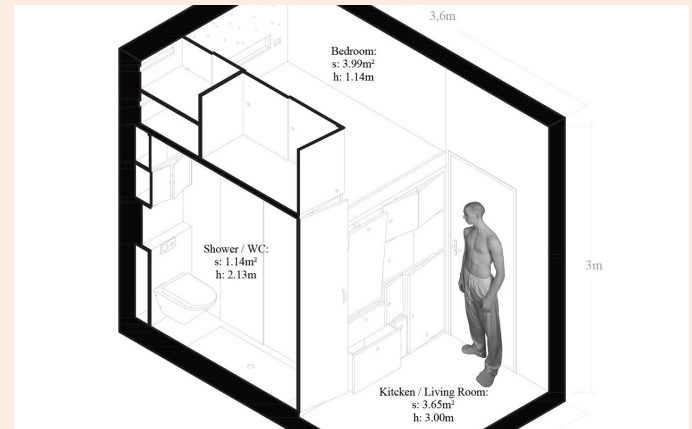 3,6m
Bedroom:
s: 3.99m²
h: 1.14m
Shower / WC:
s: 1.14m²
h: 2.13m
3m
Kitcken / Living Room:
s: 3.65m²
h: 3.00m